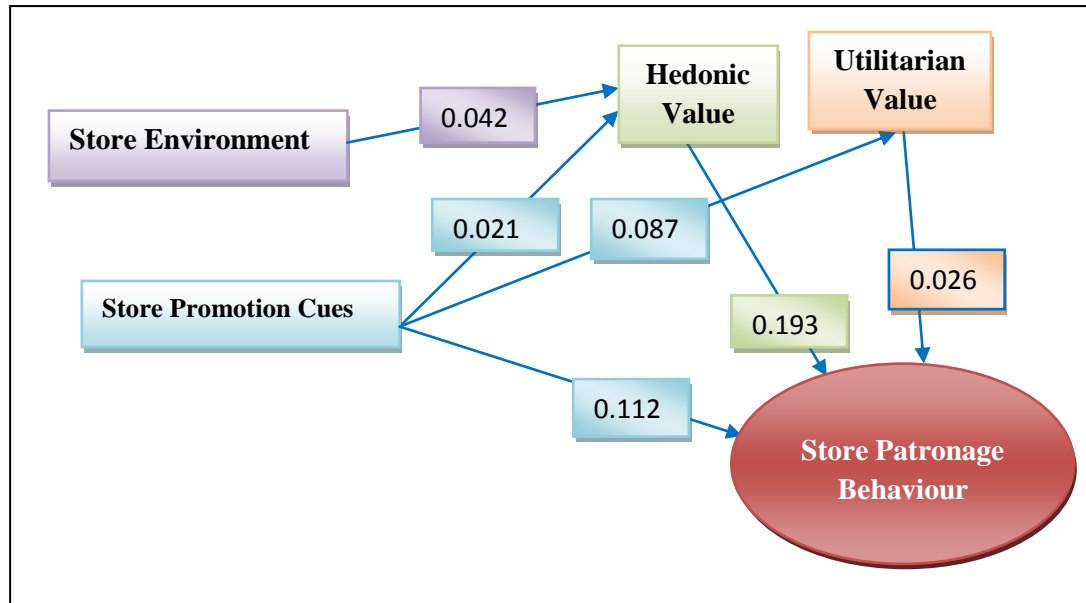 Hedonic
Value
Utilitarian
Value
Store Environment
0.042
0.021
0.087
Store Promotion Cues
0.026
0.193
0.112
Store Patronage
Behaviour